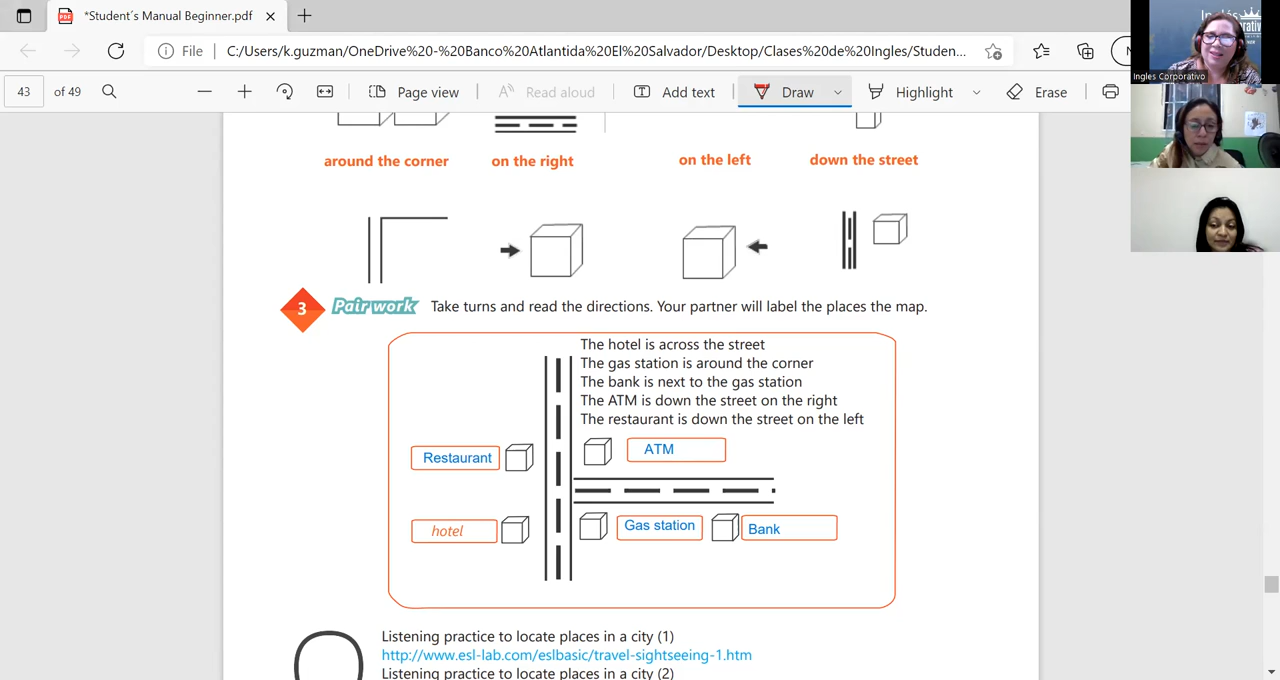 *Student´s Manual Beginner.pdf
File
C:/Users/k.guzman/OneDrive%20-%20Banco%20Atlantida%20El%20Salvador/Desktop/Clases%20de%20Ingles/Studen...
43 of 49
Page view
Read aloud
Add text
Draw
Highlight
Erase
Ingles Corporativo
around the corner
on the right
on the left
down the street
3
Pair work
Take turns and read the directions. Your partner will label the places the map.
The hotel is across the street
The gas station is around the corner
The bank is next to the gas station
The ATM is down the street on the right
The restaurant is down the street on the left
Restaurant
ATM
hotel
Gas station
Bank
Listening practice to locate places in a city (1)
http://www.esl-lab.com/eslbasic/travel-sightseeing-1.htm
Listening practice to locate places in a city (2)